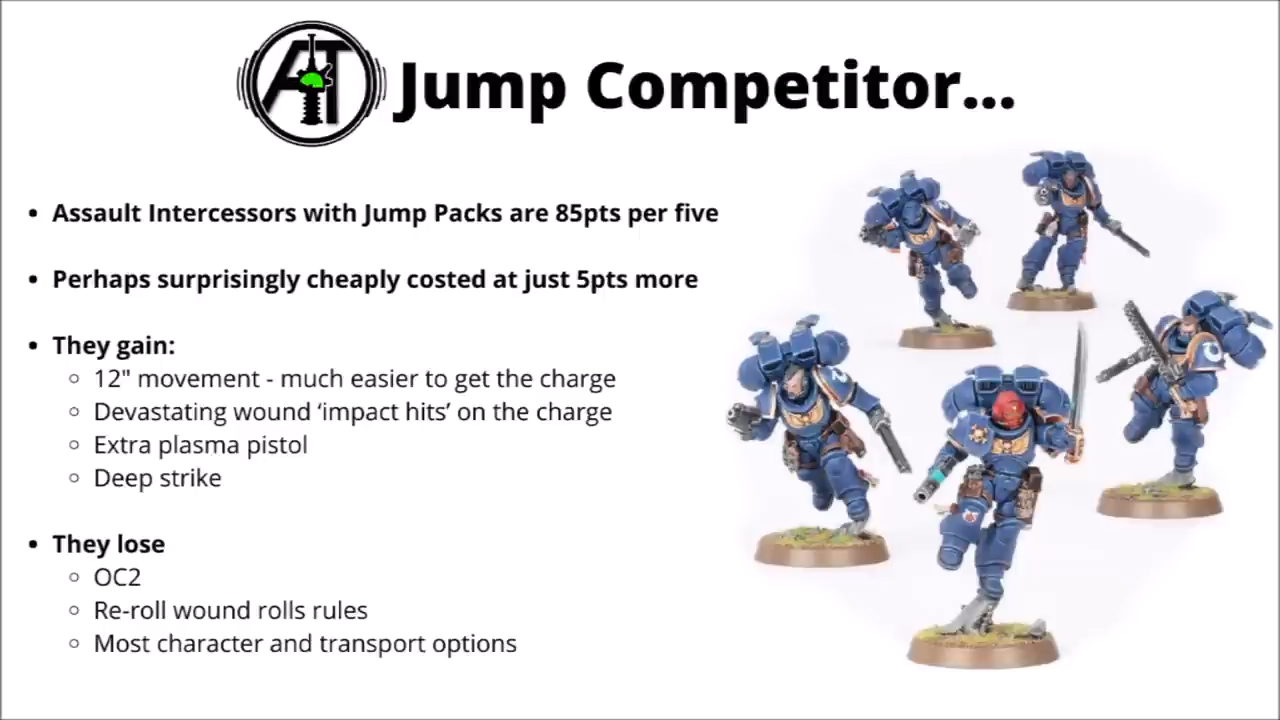 AT
Jump Competitor...
• Assault Intercessors with Jump Packs are 85pts per five
• Perhaps surprisingly cheaply costed at just 5pts more
• They gain:
◦ 12" movement - much easier to get the charge
◦ Devastating wound ‘impact hits’ on the charge
◦ Extra plasma pistol
◦ Deep strike
• They lose
◦ OC2
◦ Re-roll wound rolls rules
◦ Most character and transport options